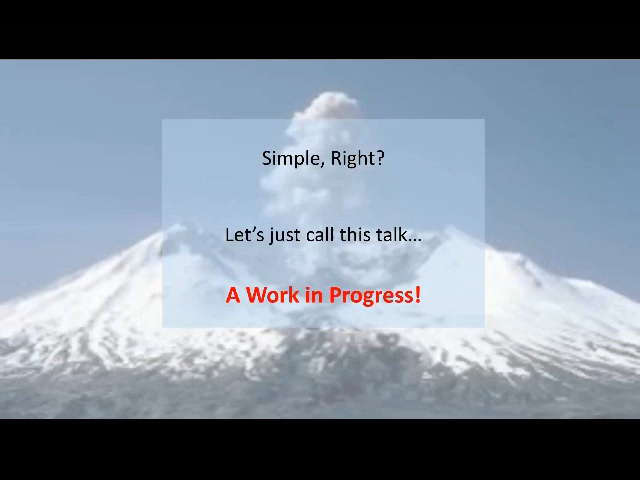 Simple, Right?
Let’s just call this talk…
A Work in Progress!